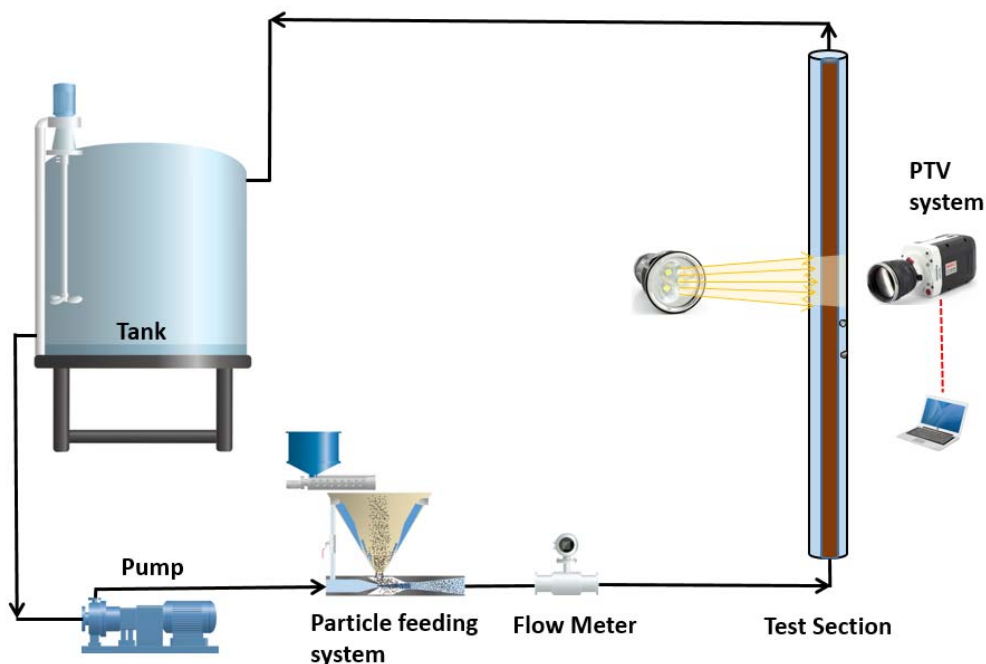 PTV
system
Tank
Pump
Particle feeding
system
Flow Meter
Test Section